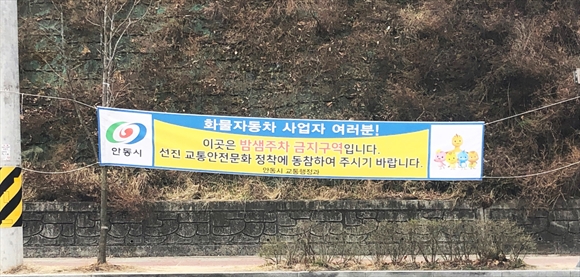 화물자동차 사업자 여러분!
안동시
이곳은 밤샘주차 금지구역입니다.
선진 교통안전문화 정착에 동참하여 주시기 바랍니다.
안동시 교통행정과